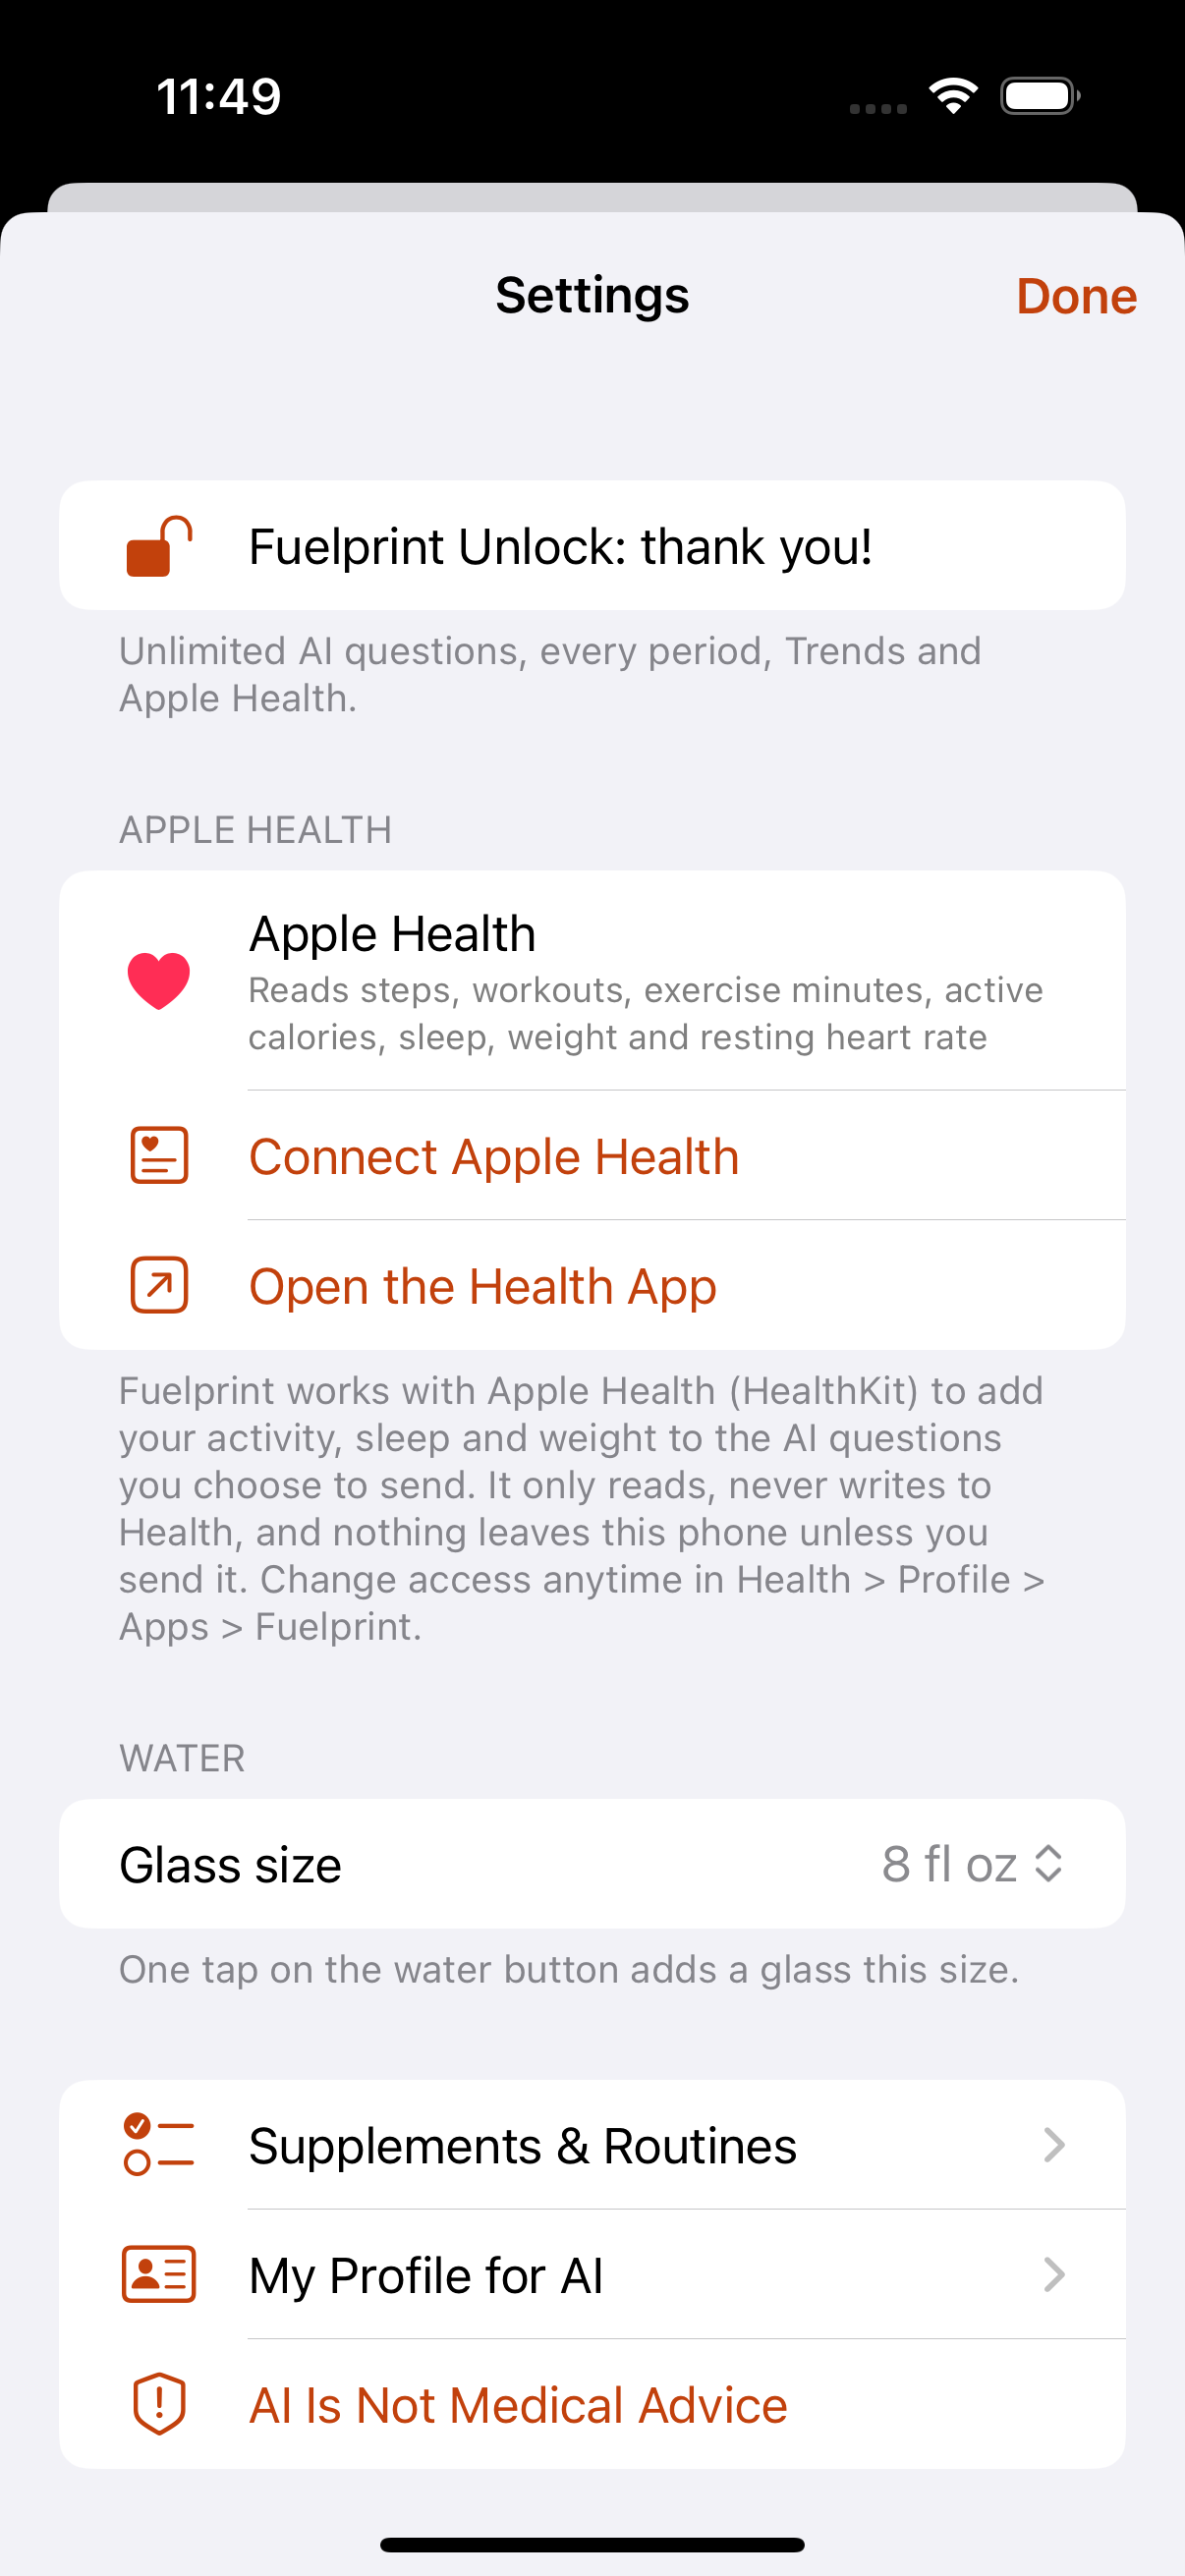 11:49
Settings
Done
Fuelprint Unlock: thank you!
Unlimited AI questions, every period, Trends and
Apple Health.
APPLE HEALTH
Apple Health
Reads steps, workouts, exercise minutes, active
calories, sleep, weight and resting heart rate
Connect Apple Health
Open the Health App
Fuelprint works with Apple Health (HealthKit) to add
your activity, sleep and weight to the AI questions
you choose to send. It only reads, never writes to
Health, and nothing leaves this phone unless you
send it. Change access anytime in Health > Profile >
Apps > Fuelprint.
WATER
Glass size
8 fl oz
One tap on the water button adds a glass this size.
Supplements & Routines
My Profile for AI
AI Is Not Medical Advice